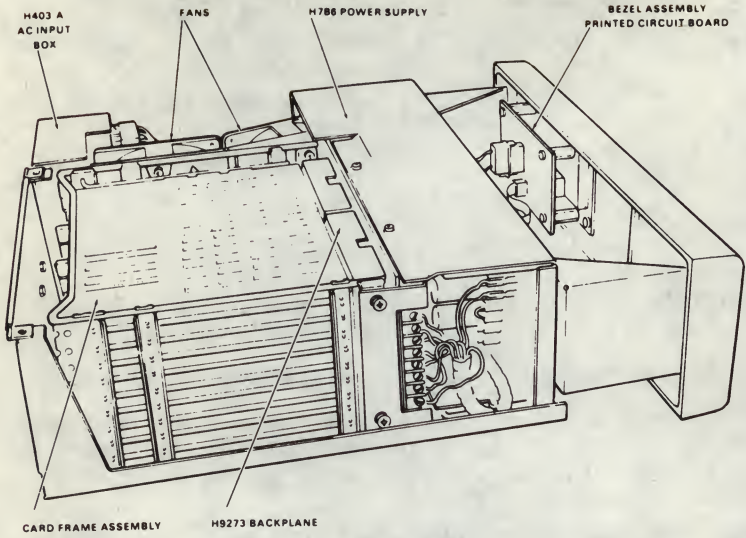 H403 A
AC INPUT
BOX
FANS
H786 POWER SUPPLY
BEZEL ASSEMBLY
PRINTED CIRCUIT BOARD
CARD FRAME ASSEMBLY
H9273 BACKPLANE